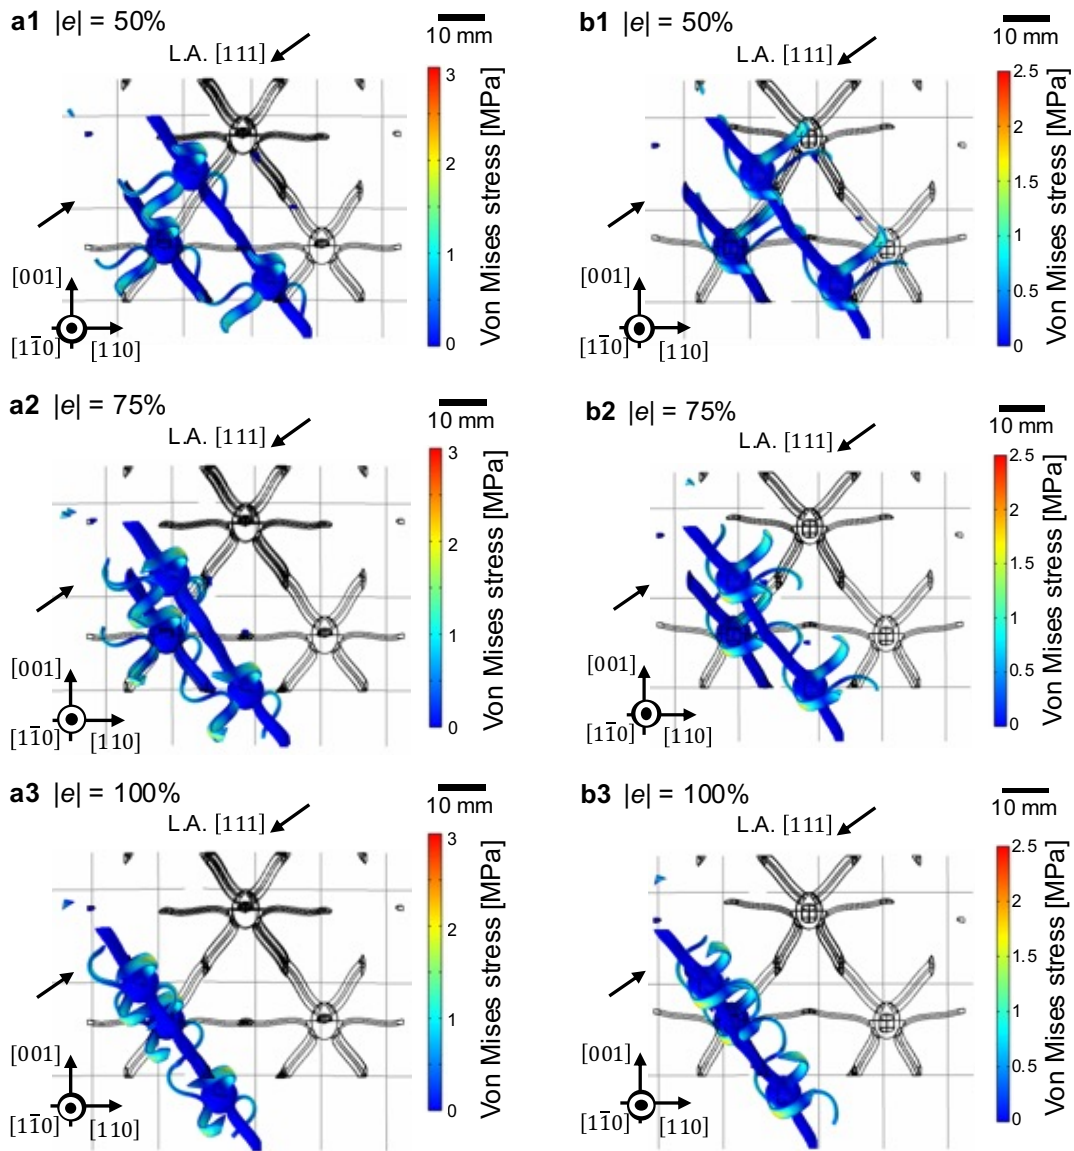 a1 |e| = 50%
10 mm
L.A. [111]
3
2
1
0
Von Mises stress [MPa]
[001]
[11̄0]
[110]
b1 |e| = 50%
10 mm
L.A. [111]
2.5
2
1.5
1
0.5
0
Von Mises stress [MPa]
[001]
[11̄0]
[110]
a2 |e| = 75%
10 mm
L.A. [111]
3
2
1
0
Von Mises stress [MPa]
[001]
[11̄0]
[110]
b2 |e| = 75%
10 mm
L.A. [111]
2.5
2
1.5
1
0.5
0
Von Mises stress [MPa]
[001]
[11̄0]
[110]
a3 |e| = 100%
10 mm
L.A. [111]
3
2
1
0
Von Mises stress [MPa]
[001]
[11̄0]
[110]
b3 |e| = 100%
10 mm
L.A. [111]
2.5
2
1.5
1
0.5
0
Von Mises stress [MPa]
[001]
[11̄0]
[110]